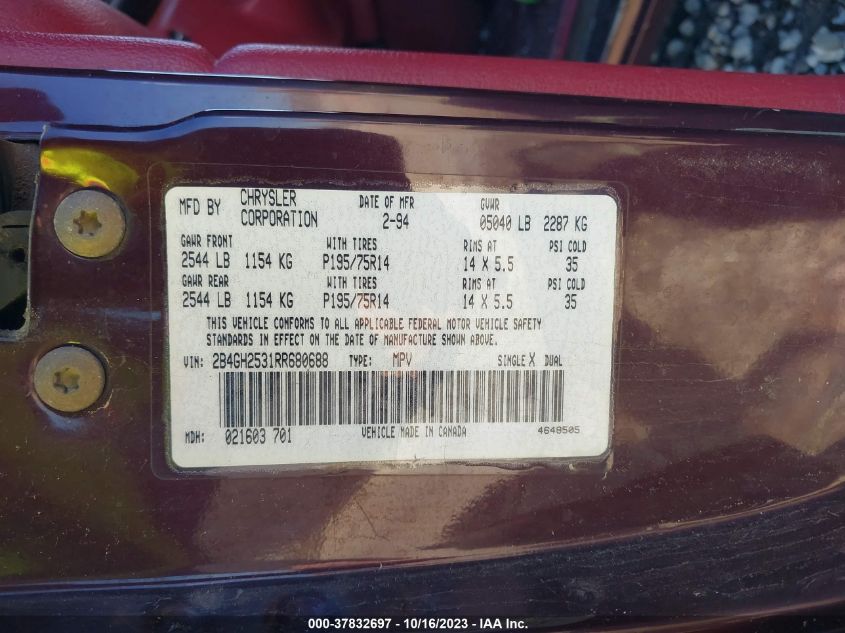 MFD BY CHRYSLER CORPORATION DATE OF MFR 2-94 GVWR 05040 LB 2287 KG
GAWR FRONT WITH TIRES RIMS AT PSI COLD
2544 LB 1154 KG P195/75R14 14 X 5.5 35
GAWR REAR WITH TIRES RIMS AT PSI COLD
2544 LB 1154 KG P195/75R14 14 X 5.5 35
THIS VEHICLE CONFORMS TO ALL APPLICABLE FEDERAL MOTOR VEHICLE SAFETY
STANDARDS IN EFFECT ON THE DATE OF MANUFACTURE SHOWN ABOVE.
VIN: 2B4GH2531RR680688 TYPE: MPV SINGLE X DUAL
MDH: 021603 701 VEHICLE MADE IN CANADA 4648505
000-37832697 - 10/16/2023 - IAA Inc.